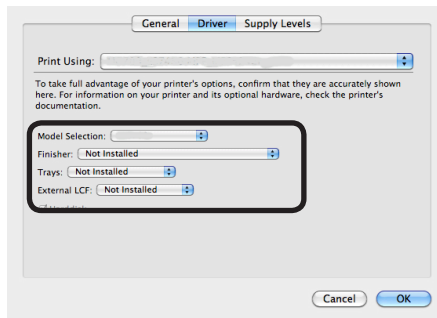 General Driver Supply Levels
Print Using:
To take full advantage of your printer's options, confirm that they are accurately shown
here. For information on your printer and its optional hardware, check the printer's
documentation.
Model Selection:
Finisher: Not Installed
Trays: Not Installed
External LCF: Not Installed
Cancel OK